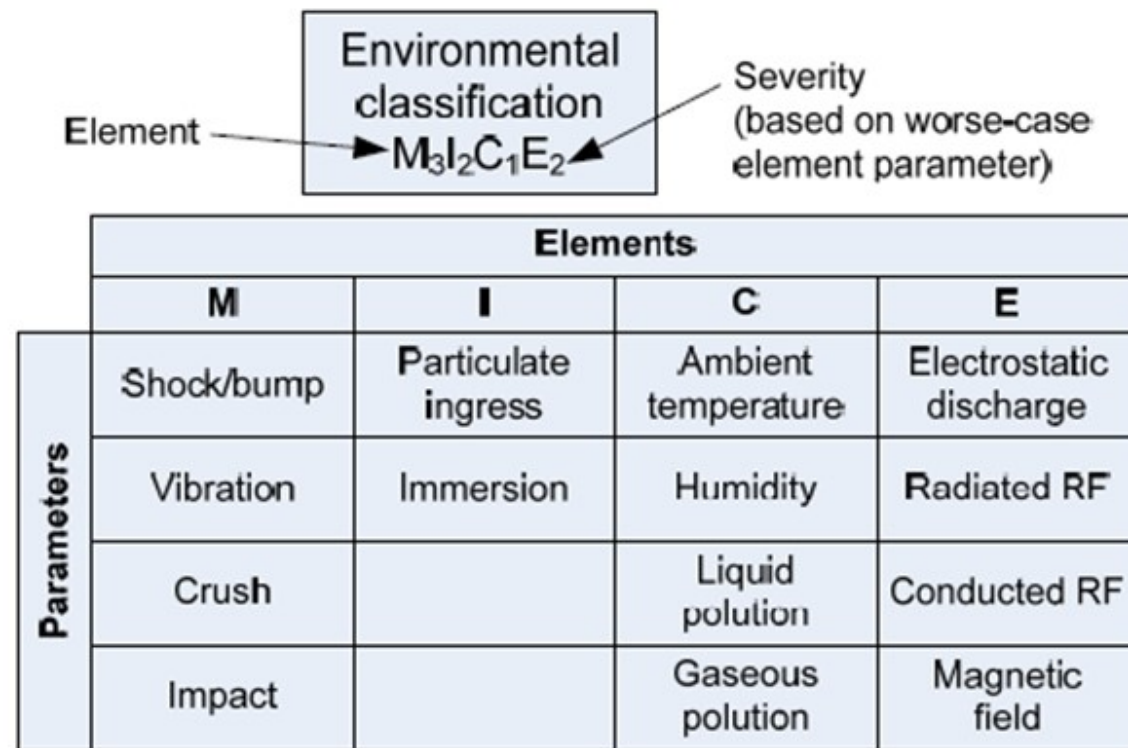 Environmental
classification
M₃I₂C₁E₂
Element
Severity
(based on worse-case
element parameter)
Elements
M I C E
Parameters
Shock/bump
Particulate
ingress
Ambient
temperature
Electrostatic
discharge
Vibration
Immersion
Humidity
Radiated RF
Crush
Liquid
polution
Conducted RF
Impact
Gaseous
polution
Magnetic
field